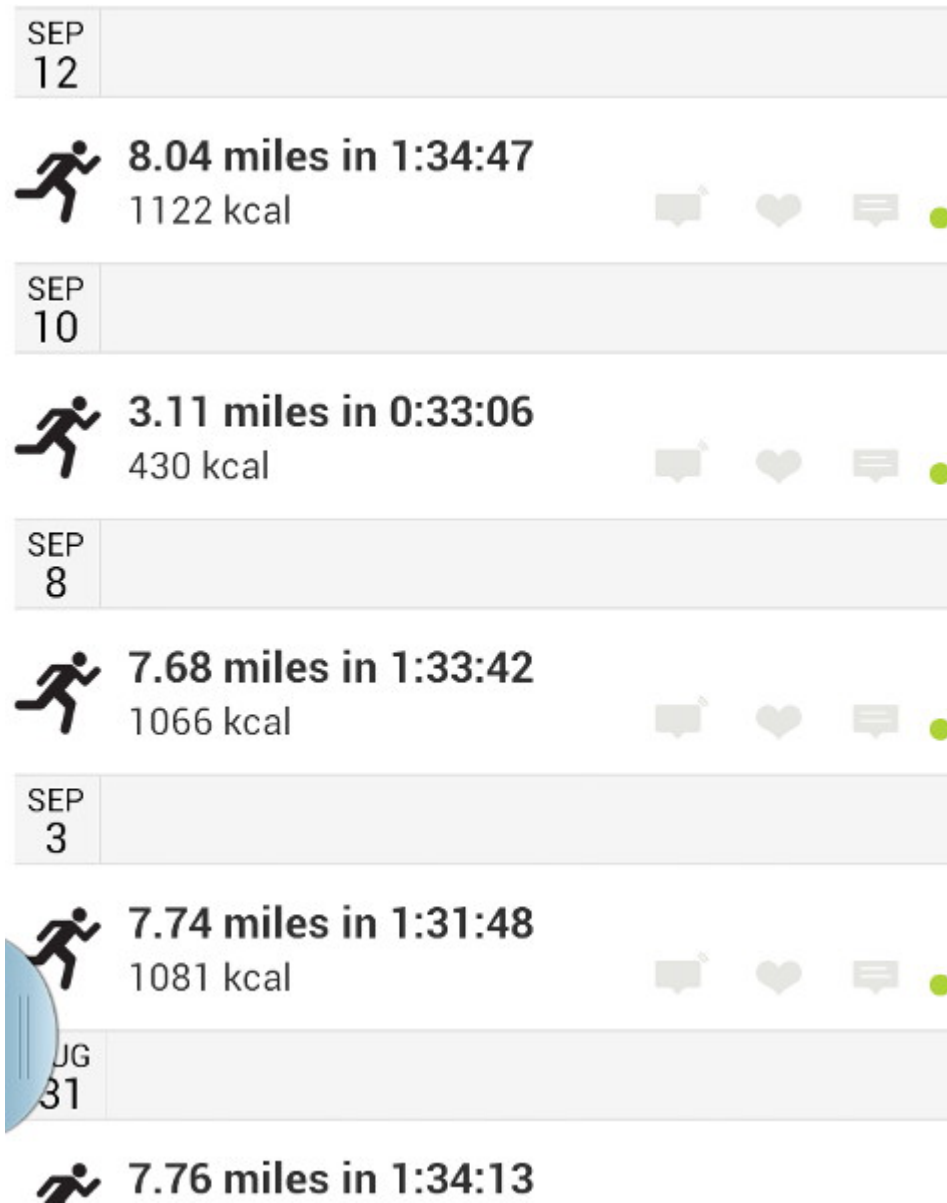 SEP
12
8.04 miles in 1:34:47
1122 kcal
SEP
10
3.11 miles in 0:33:06
430 kcal
SEP
8
7.68 miles in 1:33:42
1066 kcal
SEP
3
7.74 miles in 1:31:48
1081 kcal
UG
31
7.76 miles in 1:34:13